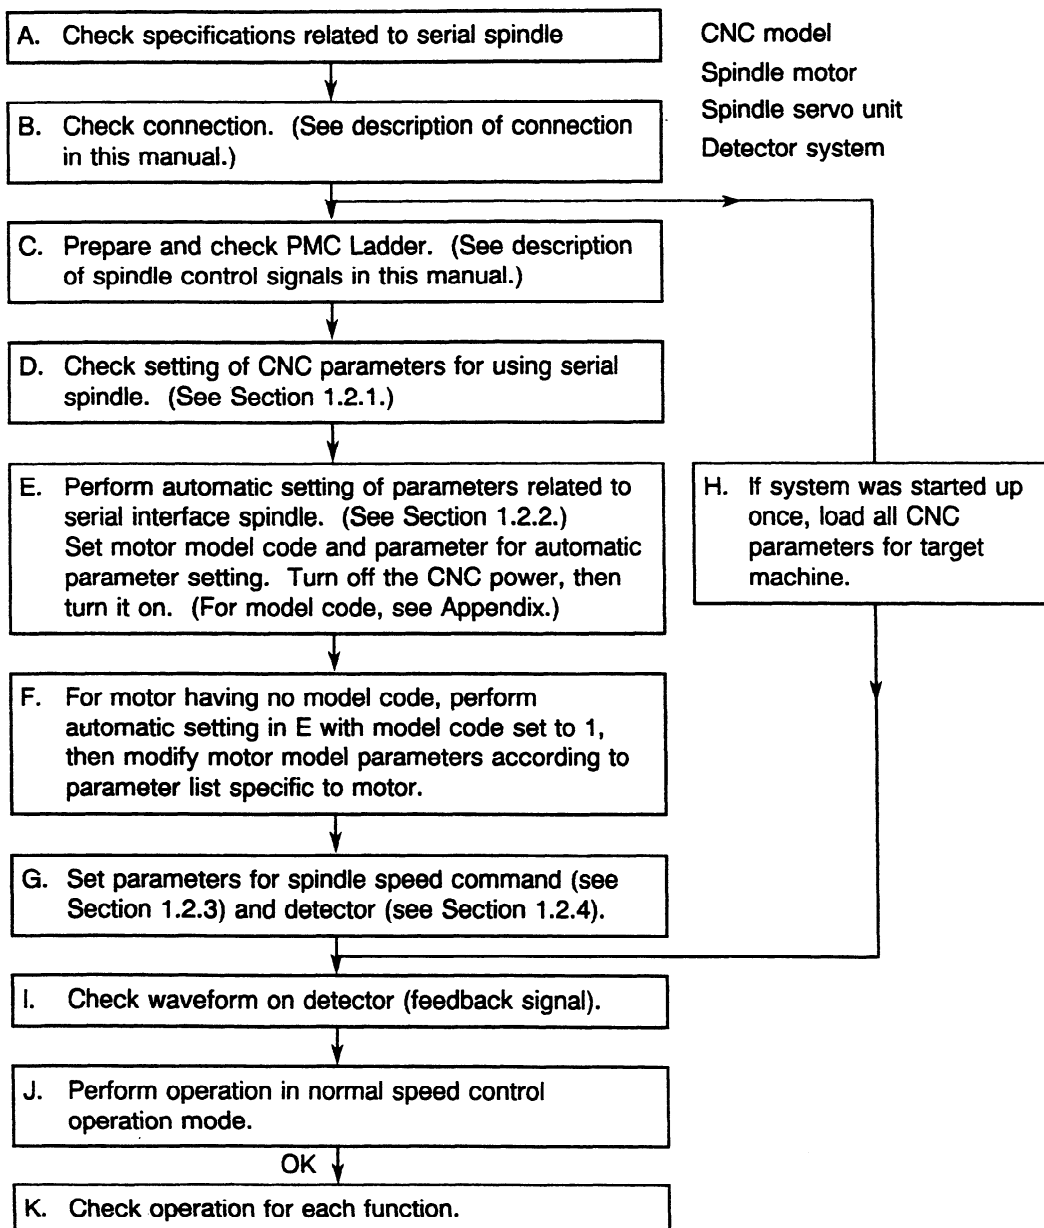 A. Check specifications related to serial spindle
CNC model
Spindle motor
Spindle servo unit
Detector system
B. Check connection. (See description of connection
in this manual.)
C. Prepare and check PMC Ladder. (See description
of spindle control signals in this manual.)
D. Check setting of CNC parameters for using serial
spindle. (See Section 1.2.1.)
E. Perform automatic setting of parameters related to
serial interface spindle. (See Section 1.2.2.)
Set motor model code and parameter for automatic
parameter setting. Turn off the CNC power, then
turn it on. (For model code, see Appendix.)
H. If system was started up
once, load all CNC
parameters for target
machine.
F. For motor having no model code, perform
automatic setting in E with model code set to 1,
then modify motor model parameters according to
parameter list specific to motor.
G. Set parameters for spindle speed command (see
Section 1.2.3) and detector (see Section 1.2.4).
I. Check waveform on detector (feedback signal).
J. Perform operation in normal speed control
operation mode.
OK
K. Check operation for each function.